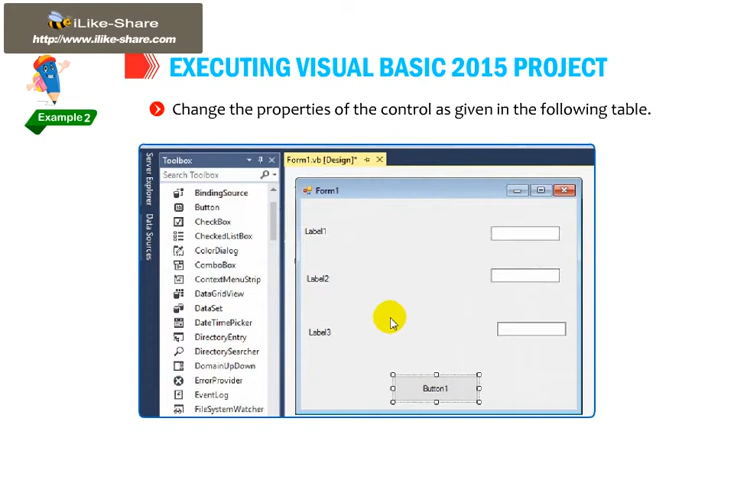 iLike-Share
http://www.ilike-share.com
EXECUTING VISUAL BASIC 2015 PROJECT
Example 2
Change the properties of the control as given in the following table.
Server Explorer
Data Sources
Toolbox
Search Toolbox
BindingSource
Button
CheckBox
CheckedListBox
ColorDialog
ComboBox
ContextMenuStrip
DataGridView
DataSet
DateTimePicker
DirectoryEntry
DirectorySearcher
DomainUpDown
ErrorProvider
EventLog
FileSystemWatcher
Form1.vb [Design]*
Form1
Label1
Label2
Label3
Button1